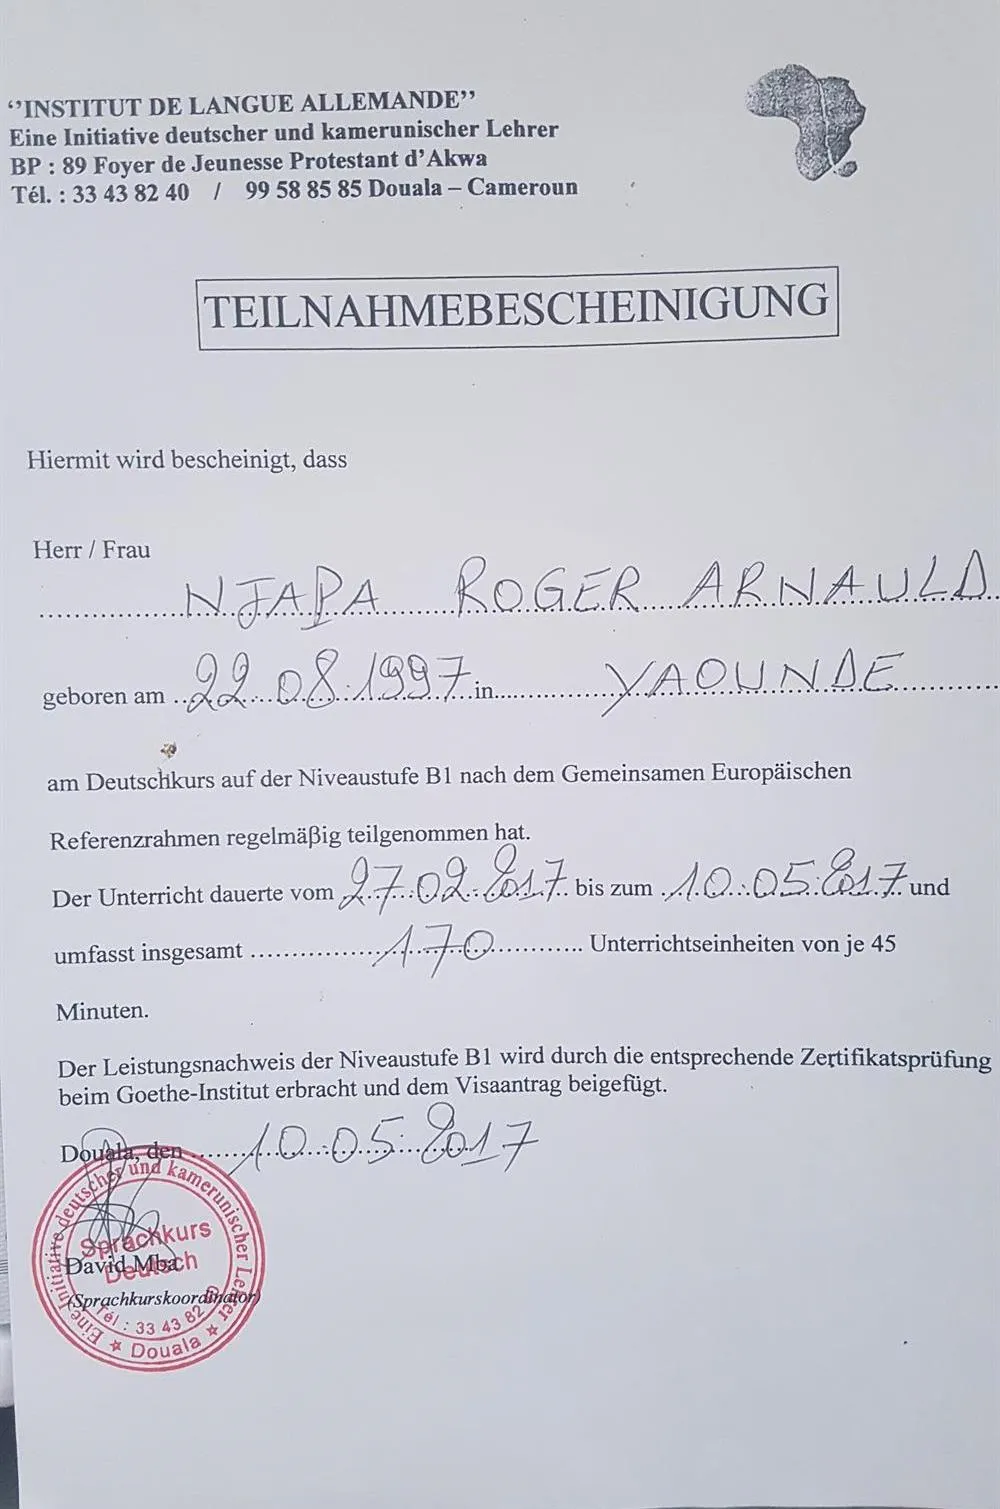 ‘’INSTITUT DE LANGUE ALLEMANDE’’
Eine Initiative deutscher und kamerunischer Lehrer
BP : 89 Foyer de Jeunesse Protestant d’Akwa
Tél. : 33 43 82 40 / 99 58 85 85 Douala – Cameroun
TEILNAHMEBESCHEINIGUNG
Hiermit wird bescheinigt, dass
Herr / Frau
NJAPA ROGER ARNAULD
geboren am 22.08.1997 in YAOUNDE
am Deutschkurs auf der Niveaustufe B1 nach dem Gemeinsamen Europäischen
Referenzrahmen regelmäßig teilgenommen hat.
Der Unterricht dauerte vom 27.02.2017. bis zum 10.05.2017. und
umfasst insgesamt 170 Unterrichtseinheiten von je 45
Minuten.
Der Leistungsnachweis der Niveaustufe B1 wird durch die entsprechende Zertifikatsprüfung
beim Goethe-Institut erbracht und dem Visaantrag beigefügt.
Douala, den 10.05.2017
Eine Initiative deutscher und kamerunischer Lehrer
Sprachkurs
Deutsch
David Mba
(Sprachkurskoordinator)
Tél : 33 43 82
★ Douala ★